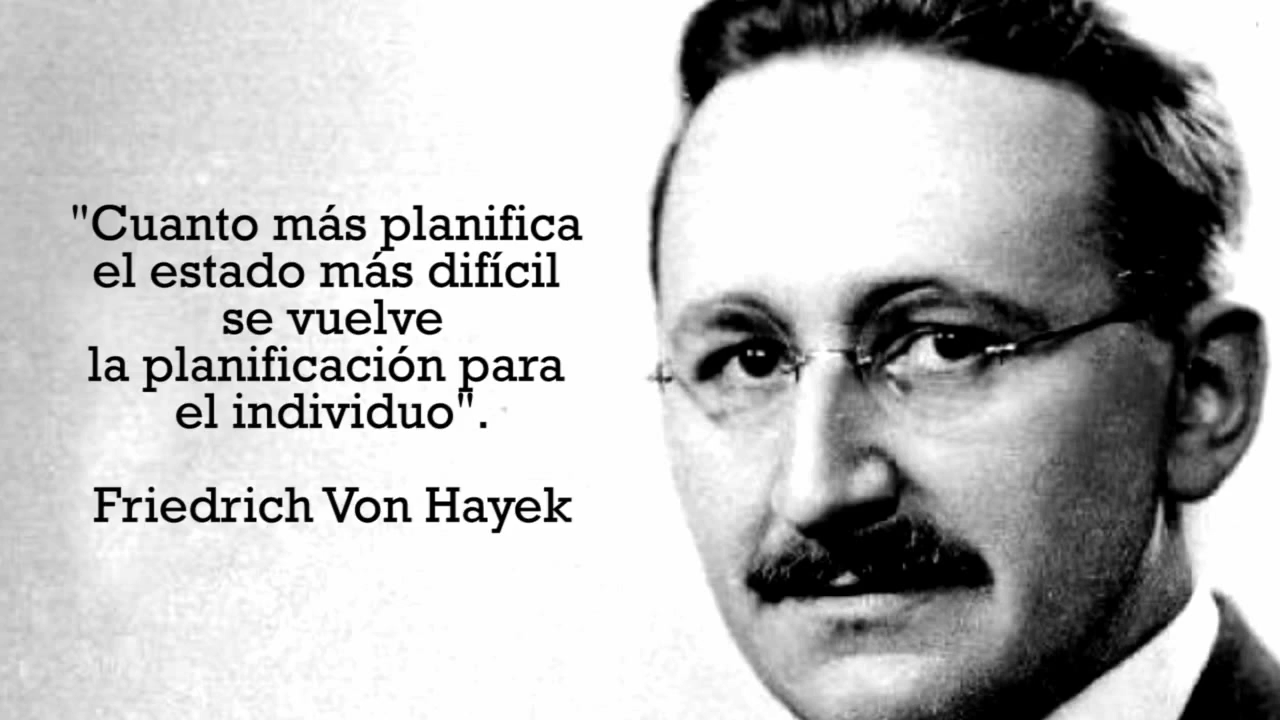 "Cuanto más planifica
el estado más difícil
se vuelve
la planificación para
el individuo".
Friedrich Von Hayek